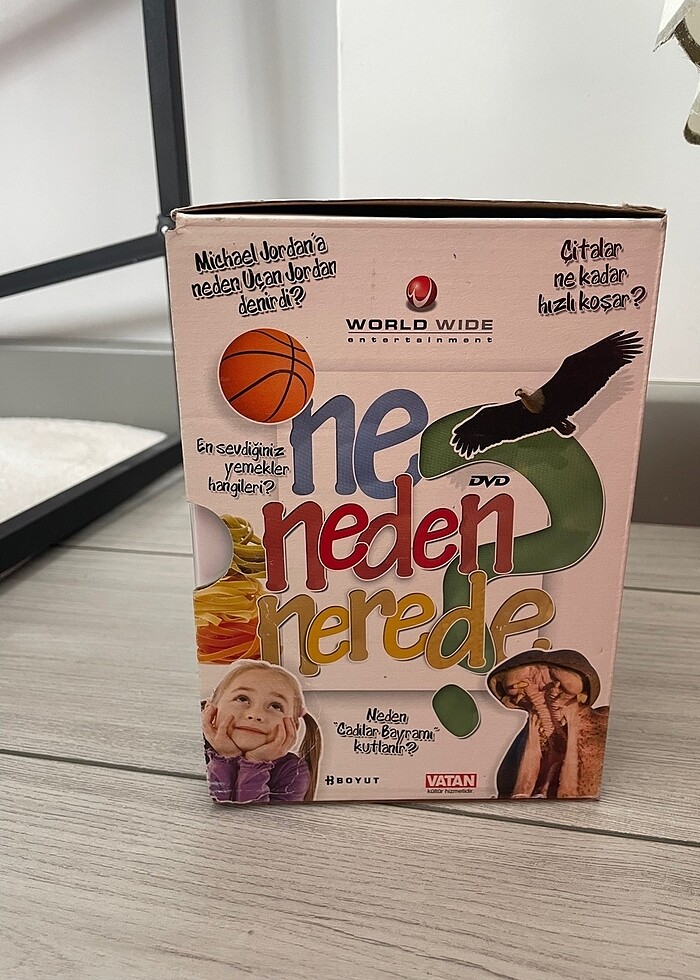 Michael Jordan'a
neden Uçan Jordan
denirdi?
Çitalar
ne kadar
hızlı koşar?
WORLD WIDE
entertainment
ne
En sevdiğiniz
yemekler
hangileri?
DVD
neden
nerede
?
Neden
"Cadılar Bayramı"
kutlanır?
BOYUT
VATAN
kültür hizmetidir.